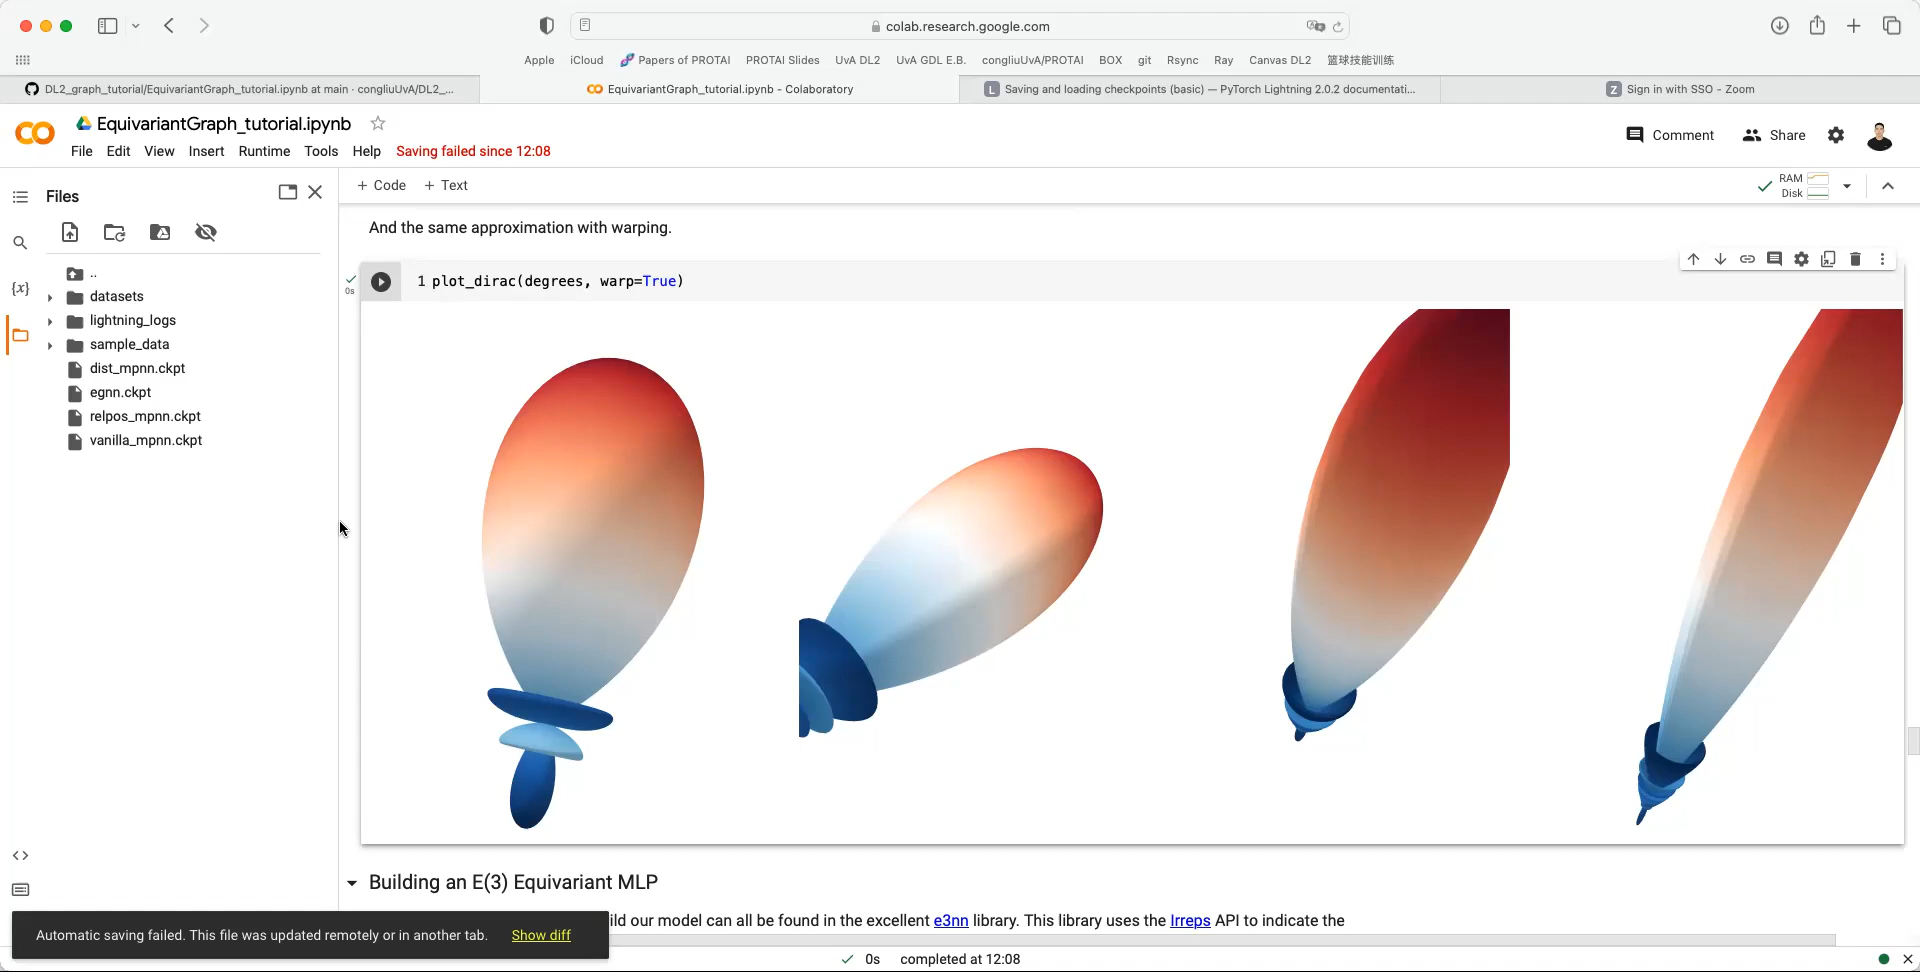 colab.research.google.com
Apple iCloud Papers of PROTAI PROTAI Slides UvA DL2 UvA GDL E.B. congliuUvA/PROTAI BOX git Rsync Ray Canvas DL2 篮球技能训练
DL2_graph_tutorial/EquivariantGraph_tutorial.ipynb at main · congliuUvA/DL2_... EquivariantGraph_tutorial.ipynb - Colaboratory L Saving and loading checkpoints (basic) — PyTorch Lightning 2.0.2 documentati... Z Sign in with SSO - Zoom
EquivariantGraph_tutorial.ipynb
Comment Share
File Edit View Insert Runtime Tools Help Saving failed since 12:08
Files
+ Code + Text
RAM
Disk
And the same approximation with warping.
..
datasets
lightning_logs
sample_data
dist_mpnn.ckpt
egnn.ckpt
relpos_mpnn.ckpt
vanilla_mpnn.ckpt
{x}
0s
1 plot_dirac(degrees, warp=True)
Building an E(3) Equivariant MLP
ild our model can all be found in the excellent e3nn library. This library uses the Irreps API to indicate the
Automatic saving failed. This file was updated remotely or in another tab. Show diff
0s completed at 12:08